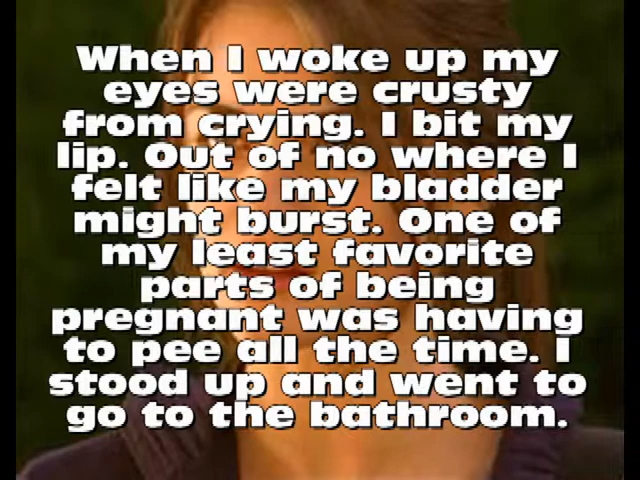 When I woke up my
eyes were crusty
from crying. I bit my
lip. Out of no where I
felt like my bladder
might burst. One of
my least favorite
parts of being
pregnant was having
to pee all the time. I
stood up and went to
go to the bathroom.